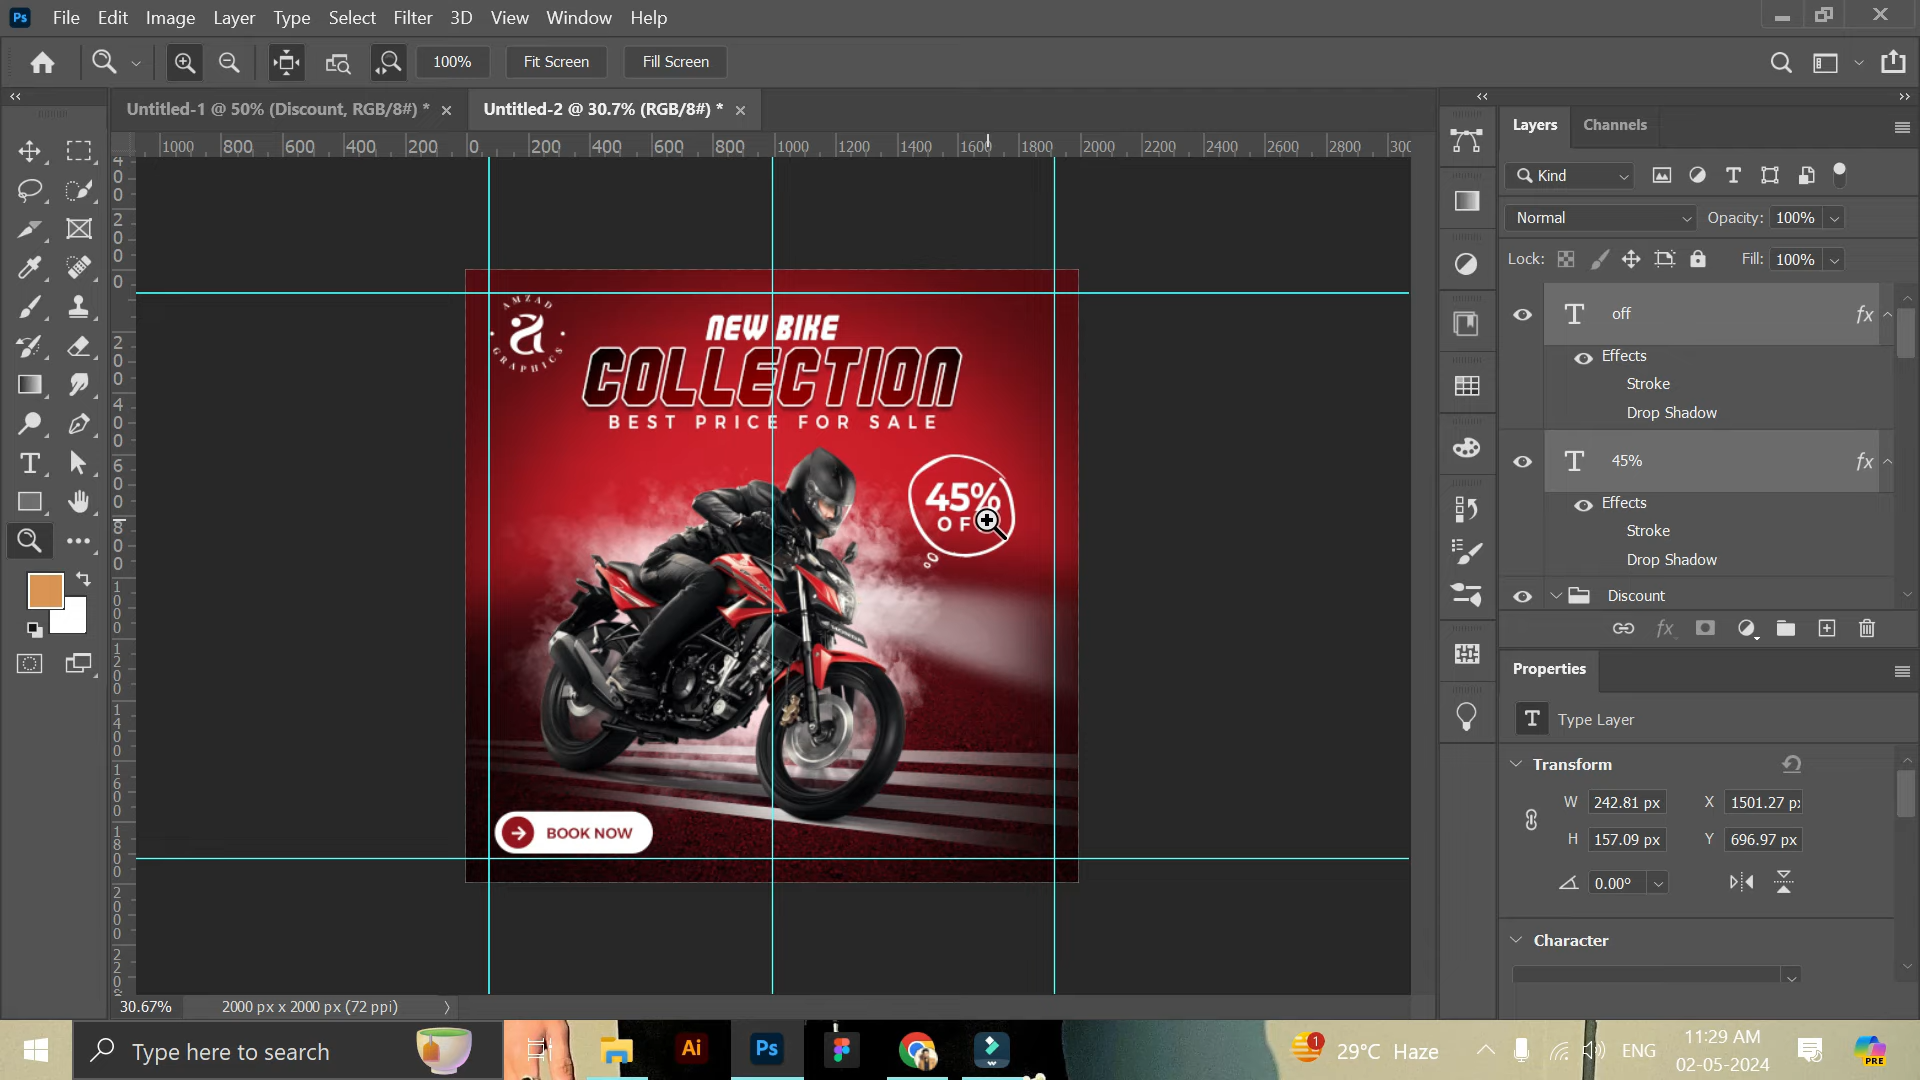 Ps File Edit Image Layer Type Select Filter 3D View Window Help
100% Fit Screen Fill Screen
Untitled-1 @ 50% (Discount, RGB/8#) *
Untitled-2 @ 30.7% (RGB/8#) *
1000 800 600 400 200 0 200 400 600 800 1000 1200 1400 1600 1800 2000 2200 2400 2600 2800
Layers Channels
Kind
Normal Opacity: 100%
Lock: Fill: 100%
off fx
Effects
Stroke
Drop Shadow
45% fx
Effects
Stroke
Drop Shadow
Discount
fx
AMZAD
a
GRAPHICS
NEW BIKE
COLLECTION
BEST PRICE FOR SALE
45%
HONDA
BOOK NOW
Properties
Type Layer
Transform
W 242.81 px X 1501.27
H 157.09 px Y 696.97 px
0.00°
Character
30.67% 2000 px x 2000 px (72 ppi)
Type here to search
Ai Ps
1 29°C Haze
ENG
11:29 AM
02-05-2024
PRE